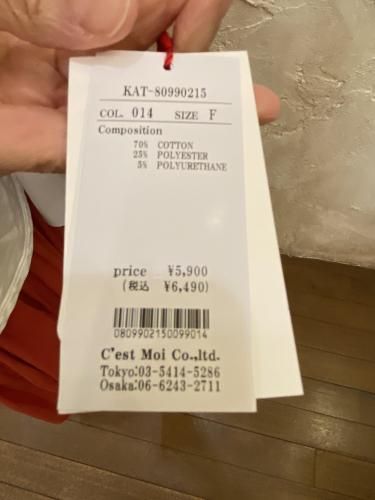 KAT-80990215
COL. 014 SIZE F
Composition
70% COTTON
25% POLYESTER
5% POLYURETHANE
price ¥5,900
(税込 ¥6,490)
0809902150099014
C'est Moi Co.,ltd.
Tokyo:03-5414-5286
Osaka:06-6243-2711